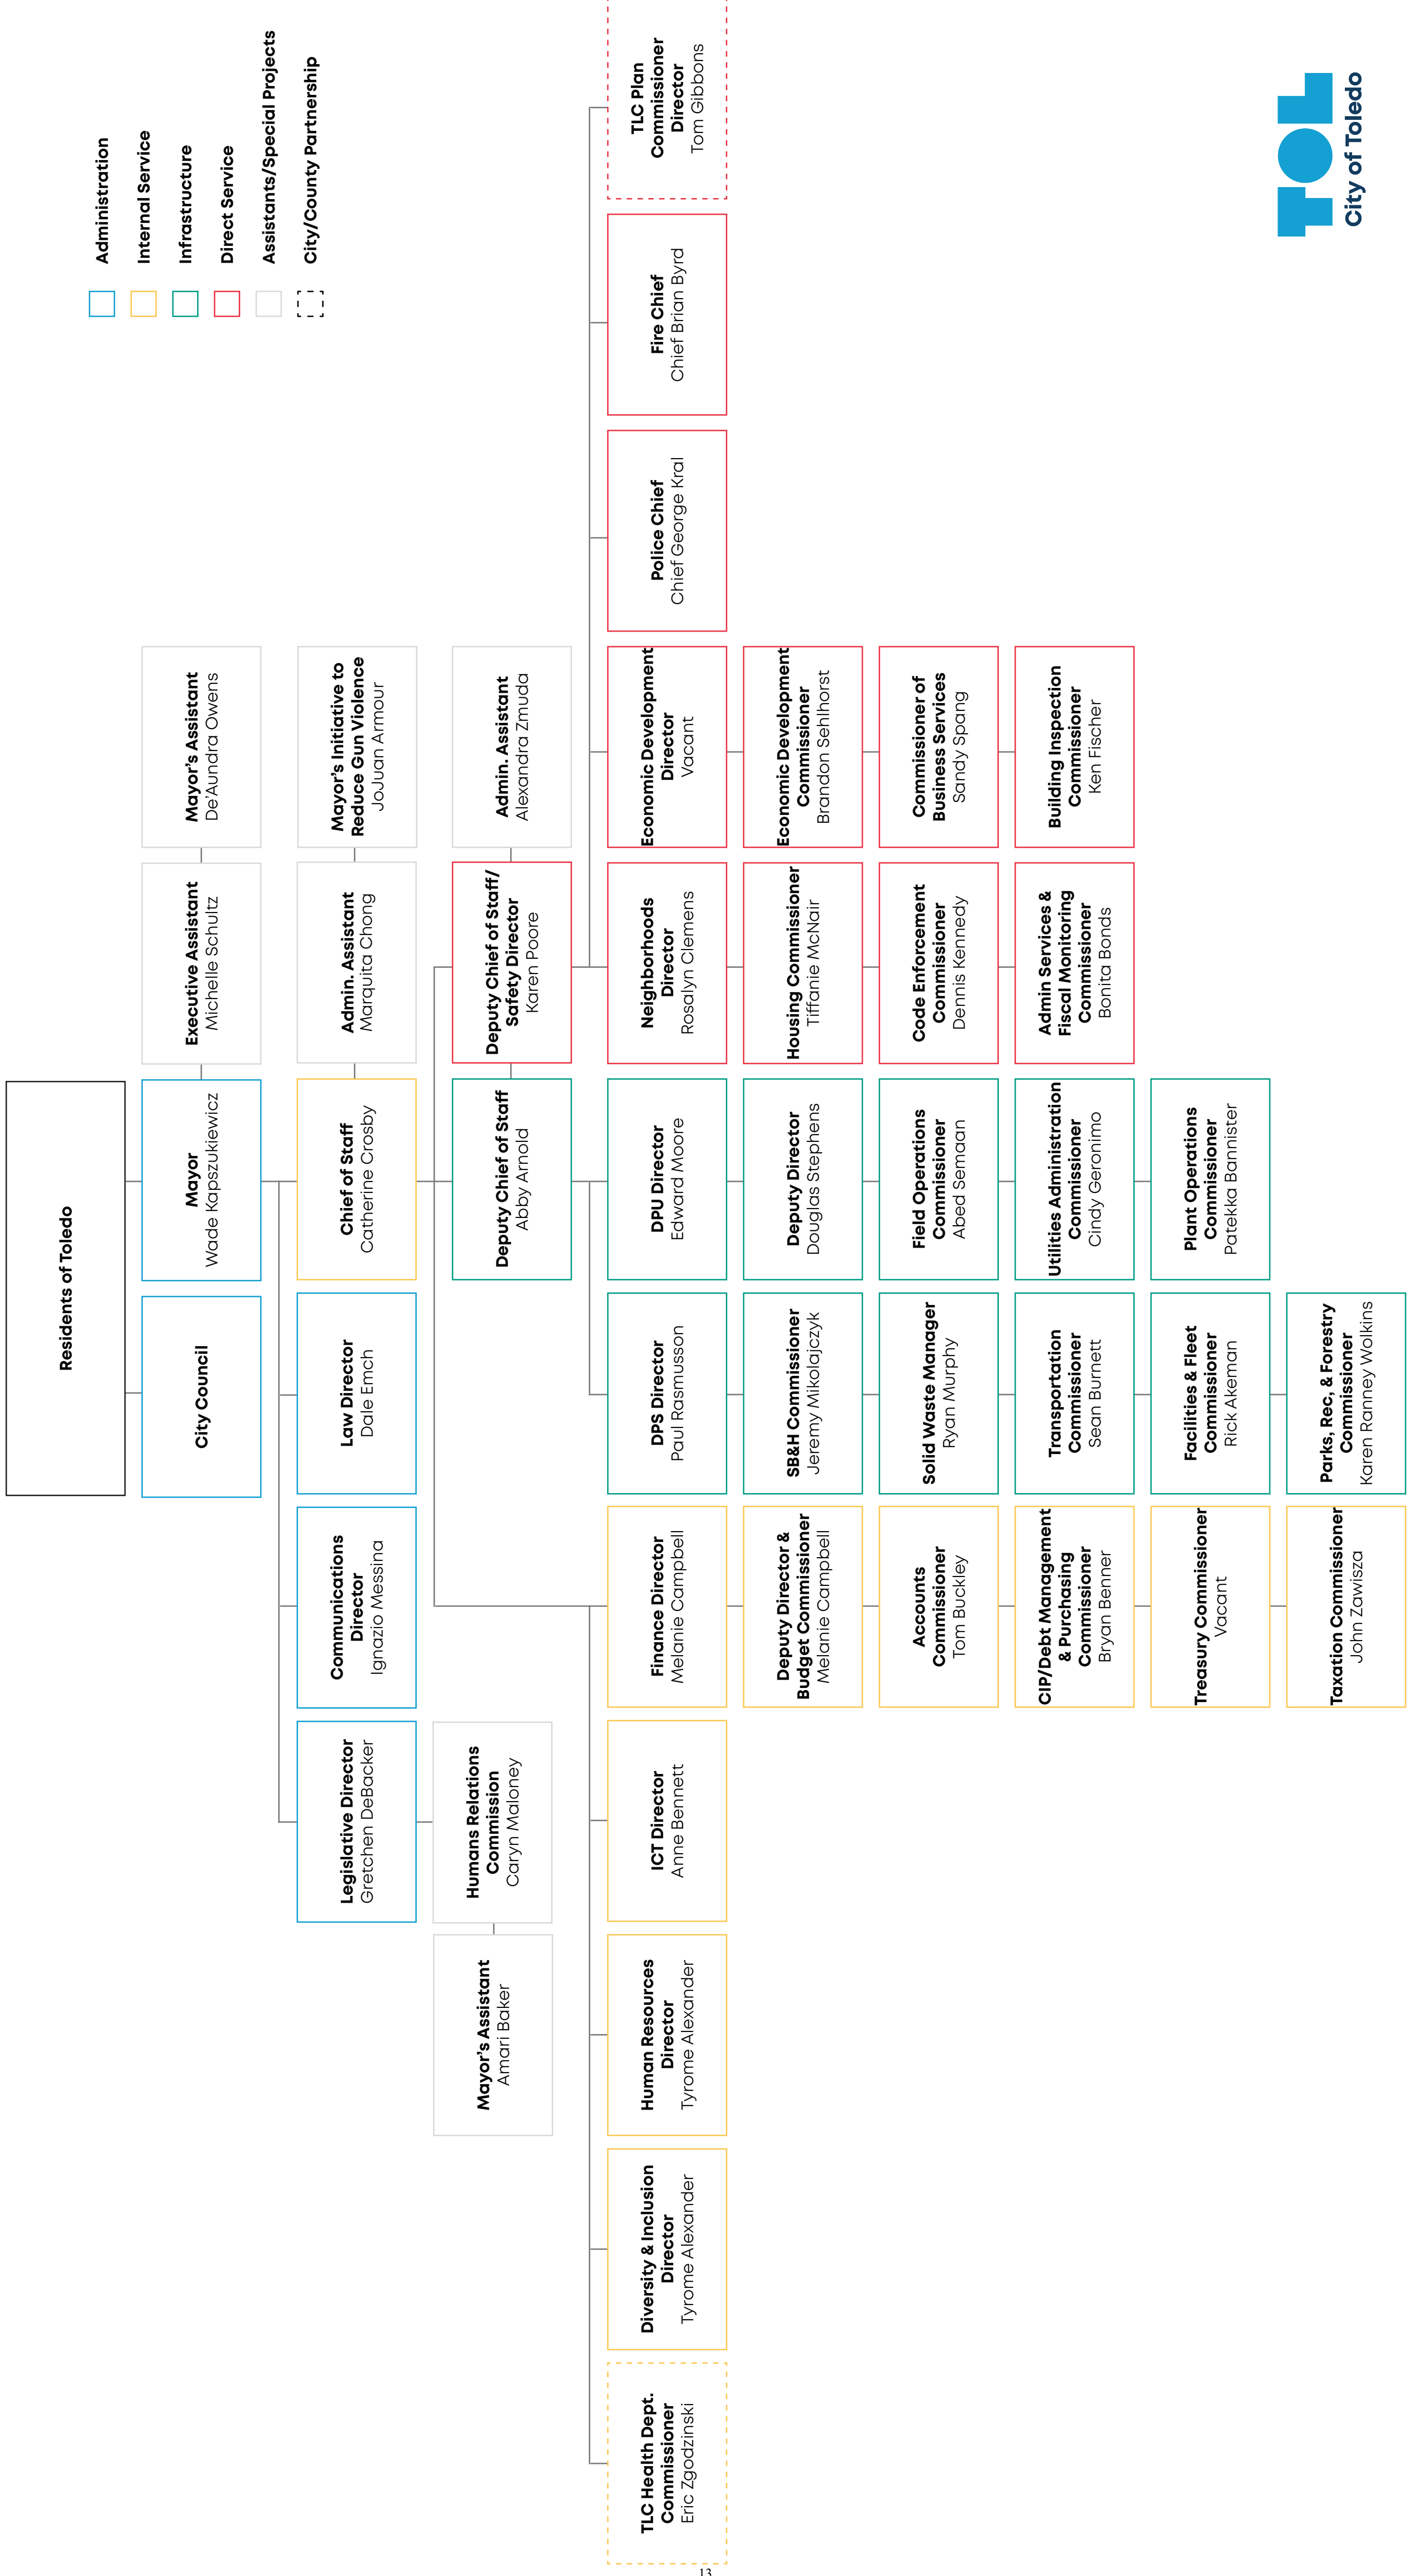 Residents of Toledo
City Council
Mayor
Wade Kapszukiewicz
Executive Assistant
Michelle Schultz
Mayor's Assistant
De'Aundra Owens
Administration
Internal Service
Infrastructure
Direct Service
Assistants/Special Projects
City/County Partnership
Legislative Director
Gretchen DeBacker
Communications
Director
Ignazio Messina
Law Director
Dale Emch
Chief of Staff
Catherine Crosby
Admin. Assistant
Marquita Chong
Mayor's Initiative to
Reduce Gun Violence
JoJuan Armour
Mayor's Assistant
Amari Baker
Humans Relations
Commission
Caryn Maloney
Deputy Chief of Staff
Abby Arnold
Deputy Chief of Staff/
Safety Director
Karen Poore
Admin. Assistant
Alexandra Zmuda
TLC Health Dept.
Commissioner
Eric Zgodzinski
Diversity & Inclusion
Director
Tyrome Alexander
Human Resources
Director
Tyrome Alexander
ICT Director
Anne Bennett
Finance Director
Melanie Campbell
DPS Director
Paul Rasmusson
DPU Director
Edward Moore
Neighborhoods
Director
Rosalyn Clemens
Economic Development
Director
Vacant
Police Chief
Chief George Kral
Fire Chief
Chief Brian Byrd
TLC Plan
Commissioner
Director
Tom Gibbons
Deputy Director &
Budget Commissioner
Melanie Campbell
SB&H Commissioner
Jeremy Mikolajczyk
Deputy Director
Douglas Stephens
Housing Commissioner
Tiffanie McNair
Economic Development
Commissioner
Brandon Sehlhorst
Accounts
Commissioner
Tom Buckley
Solid Waste Manager
Ryan Murphy
Field Operations
Commissioner
Abed Semaan
Code Enforcement
Commissioner
Dennis Kennedy
Commissioner of
Business Services
Sandy Spang
CIP/Debt Management
& Purchasing
Commissioner
Bryan Benner
Transportation
Commissioner
Sean Burnett
Utilities Administration
Commissioner
Cindy Geronimo
Admin Services &
Fiscal Monitoring
Commissioner
Bonita Bonds
Building Inspection
Commissioner
Ken Fischer
Treasury Commissioner
Vacant
Facilities & Fleet
Commissioner
Rick Akeman
Plant Operations
Commissioner
Patekka Bannister
Taxation Commissioner
John Zawisza
Parks, Rec, & Forestry
Commissioner
Karen Ranney Wolkins
TOL
City of Toledo
13